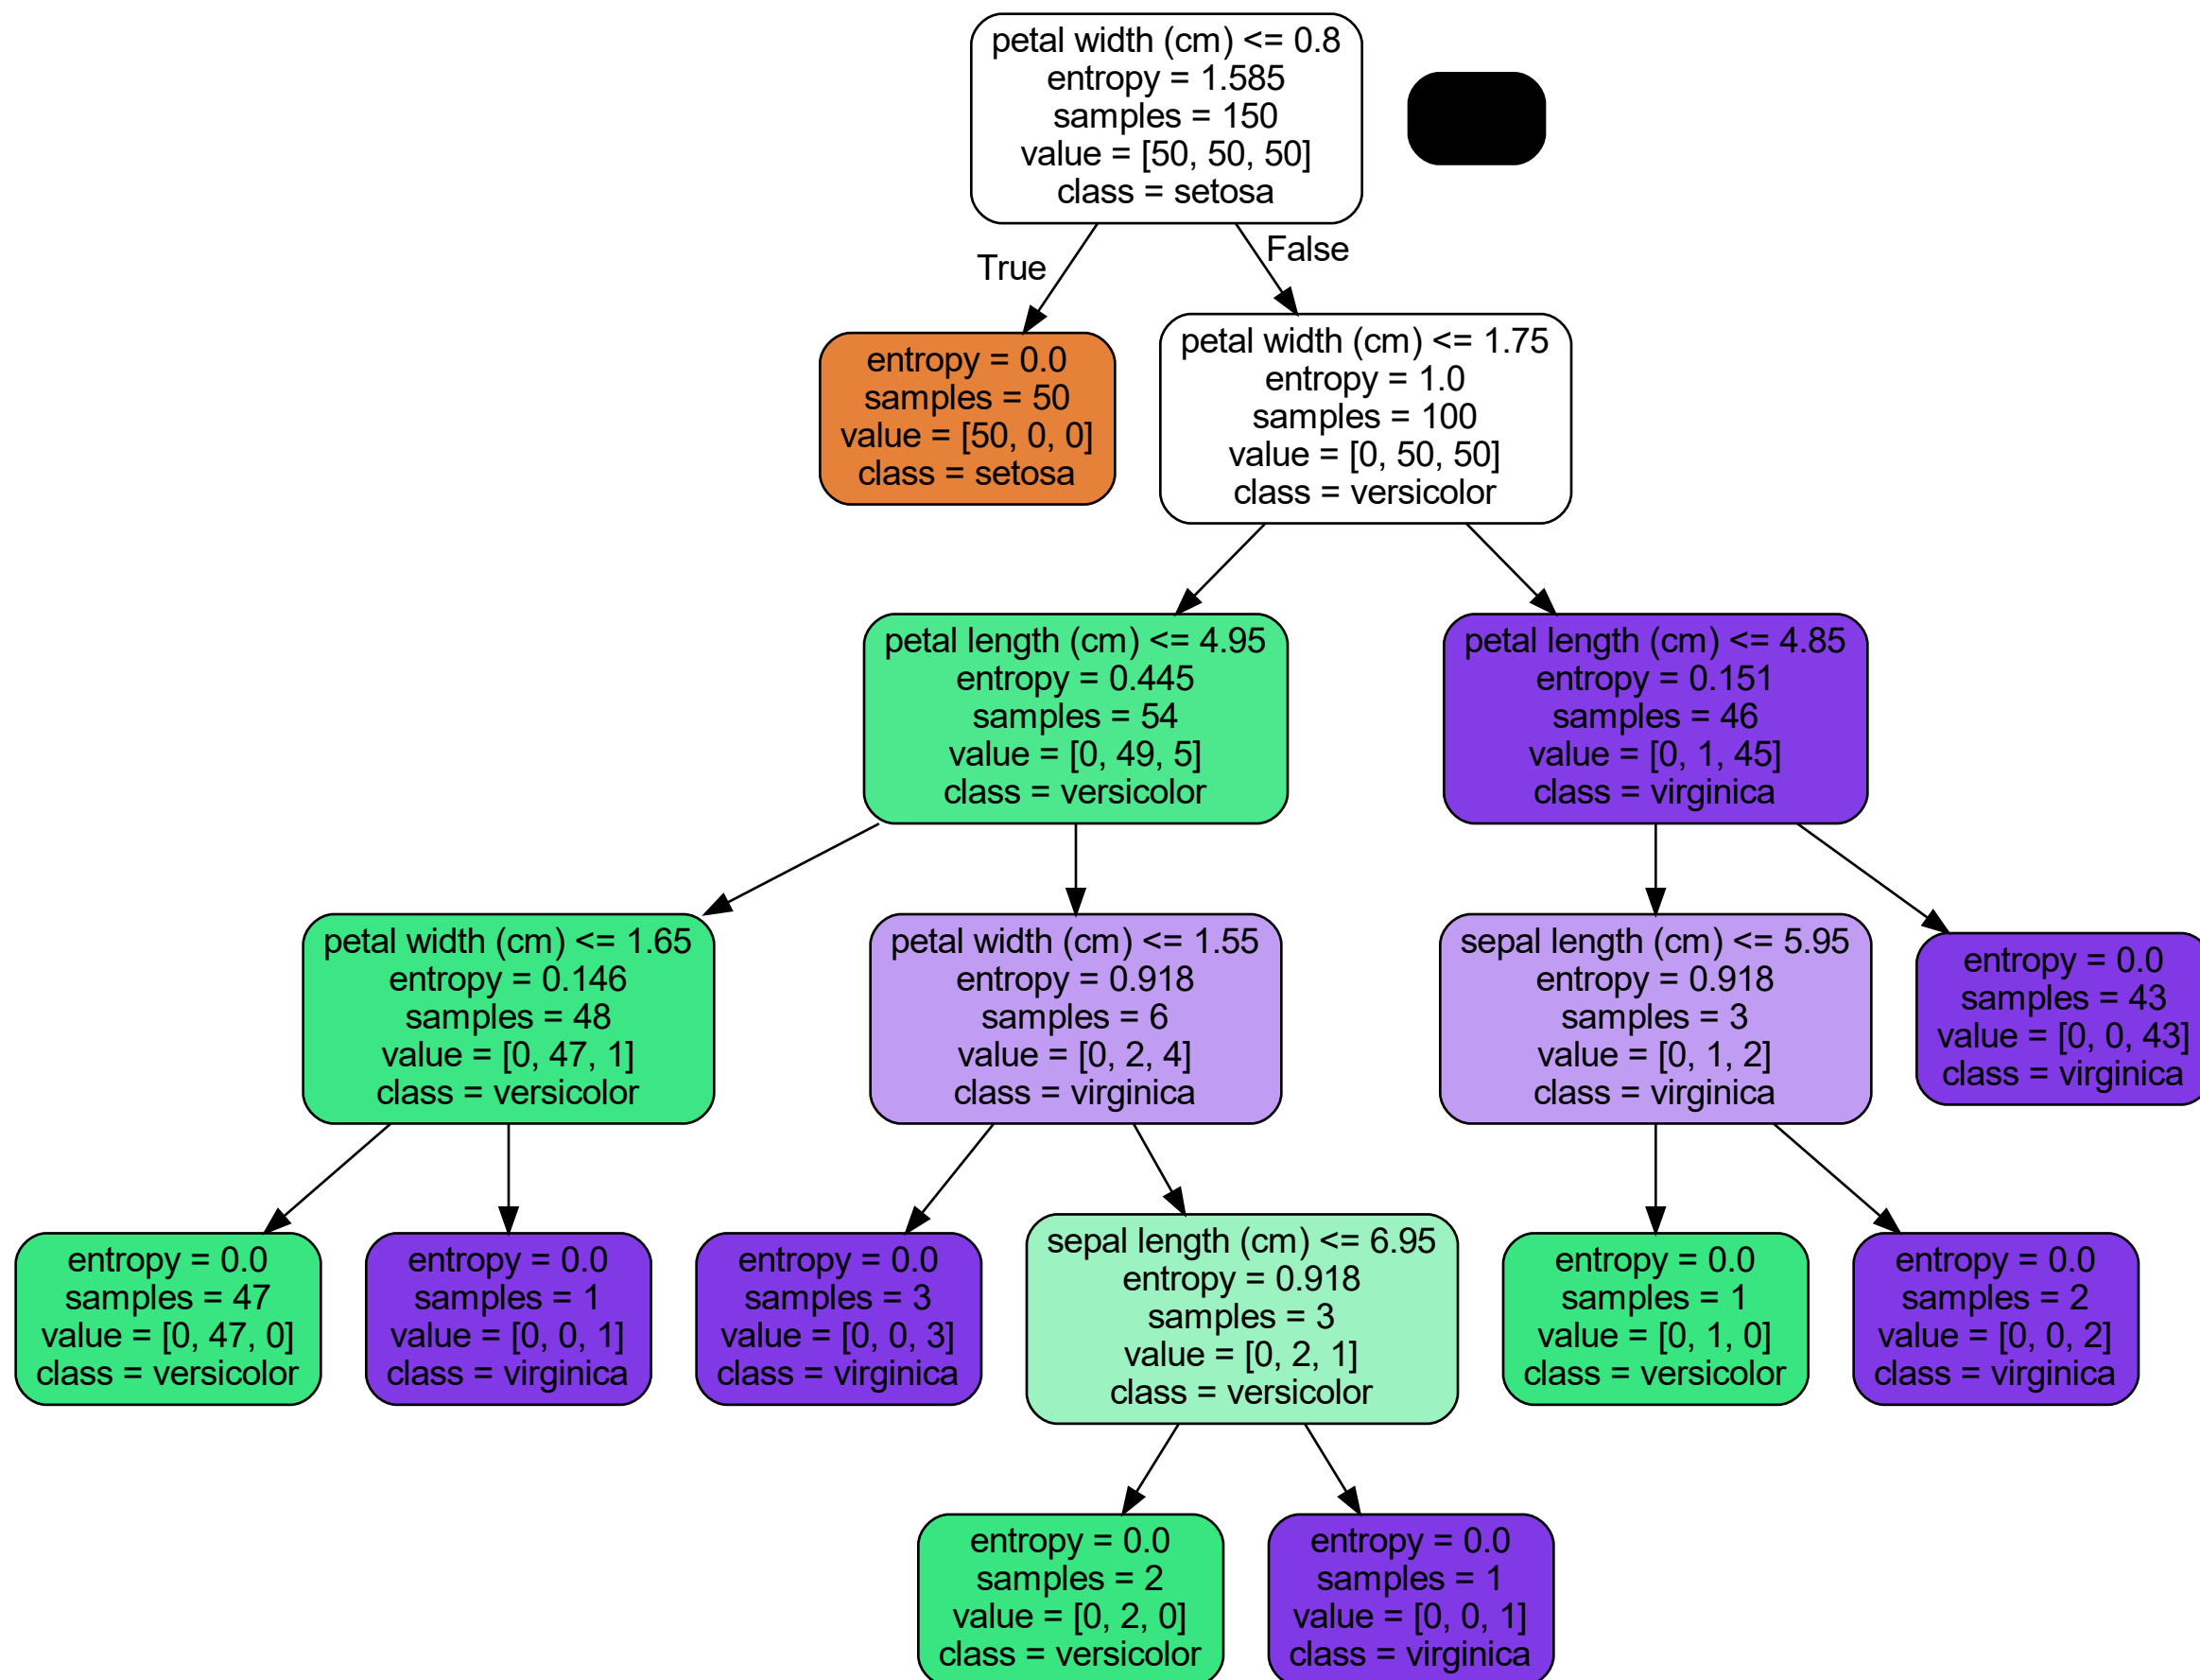 petal width (cm) <= 0.8
entropy = 1.585
samples = 150
value = [50, 50, 50]
class = setosa
True
False
entropy = 0.0
samples = 50
value = [50, 0, 0]
class = setosa
petal width (cm) <= 1.75
entropy = 1.0
samples = 100
value = [0, 50, 50]
class = versicolor
petal length (cm) <= 4.95
entropy = 0.445
samples = 54
value = [0, 49, 5]
class = versicolor
petal length (cm) <= 4.85
entropy = 0.151
samples = 46
value = [0, 1, 45]
class = virginica
petal width (cm) <= 1.65
entropy = 0.146
samples = 48
value = [0, 47, 1]
class = versicolor
petal width (cm) <= 1.55
entropy = 0.918
samples = 6
value = [0, 2, 4]
class = virginica
sepal length (cm) <= 5.95
entropy = 0.918
samples = 3
value = [0, 1, 2]
class = virginica
entropy = 0.0
samples = 43
value = [0, 0, 43]
class = virginica
entropy = 0.0
samples = 47
value = [0, 47, 0]
class = versicolor
entropy = 0.0
samples = 1
value = [0, 0, 1]
class = virginica
entropy = 0.0
samples = 3
value = [0, 0, 3]
class = virginica
sepal length (cm) <= 6.95
entropy = 0.918
samples = 3
value = [0, 2, 1]
class = versicolor
entropy = 0.0
samples = 1
value = [0, 1, 0]
class = versicolor
entropy = 0.0
samples = 2
value = [0, 0, 2]
class = virginica
entropy = 0.0
samples = 2
value = [0, 2, 0]
class = versicolor
entropy = 0.0
samples = 1
value = [0, 0, 1]
class = virginica